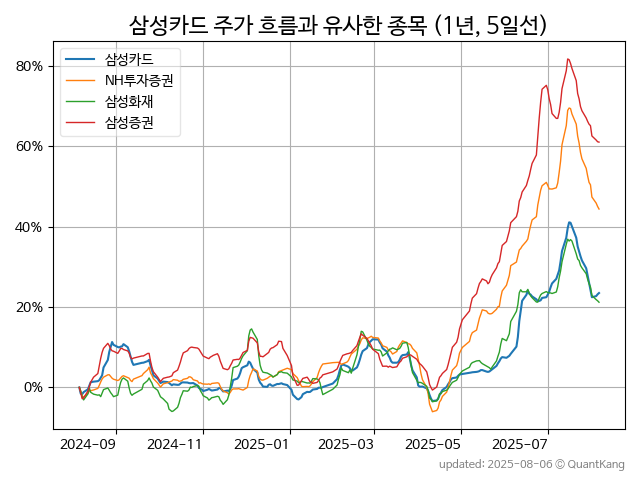 삼성카드 주가 흐름과 유사한 종목 (1년, 5일선)
삼성카드
NH투자증권
삼성화재
삼성증권
80%
60%
40%
20%
0%
2024-09 2024-11 2025-01 2025-03 2025-05 2025-07
updated: 2025-08-06 © QuantKang